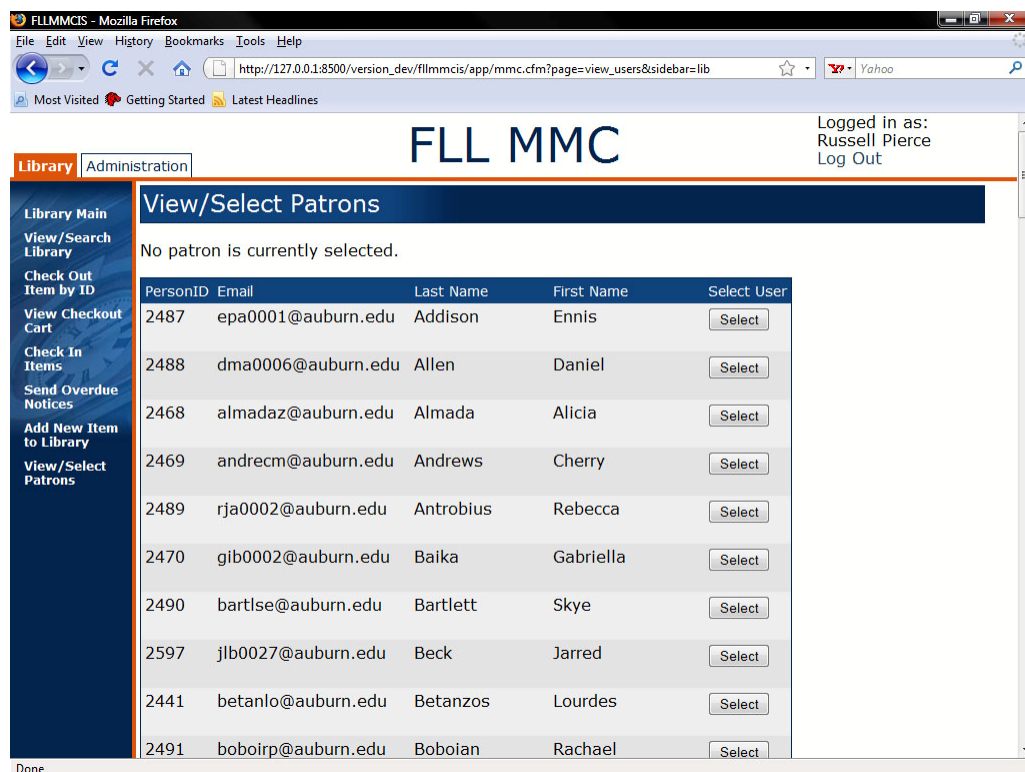 FLLMMCIS - Mozilla Firefox
File Edit View History Bookmarks Tools Help
http://127.0.0.1:8500/version_dev/fllmmcis/app/mmc.cfm?page=view_users&sidebar=lib
Yahoo
Most Visited Getting Started Latest Headlines
FLL MMC
Logged in as:
Russell Pierce
Log Out
Library Administration
Library Main
View/Search
Library
Check Out
Item by ID
View Checkout
Cart
Check In
Items
Send Overdue
Notices
Add New Item
to Library
View/Select
Patrons
View/Select Patrons
No patron is currently selected.
PersonID Email Last Name First Name Select User
2487 epa0001@auburn.edu Addison Ennis Select
2488 dma0006@auburn.edu Allen Daniel Select
2468 almadaz@auburn.edu Almada Alicia Select
2469 andrecm@auburn.edu Andrews Cherry Select
2489 rja0002@auburn.edu Antrobius Rebecca Select
2470 gib0002@auburn.edu Baika Gabriella Select
2490 bartlse@auburn.edu Bartlett Skye Select
2597 jlb0027@auburn.edu Beck Jarred Select
2441 betanlo@auburn.edu Betanzos Lourdes Select
2491 boboirp@auburn.edu Boboian Rachael Select
Done